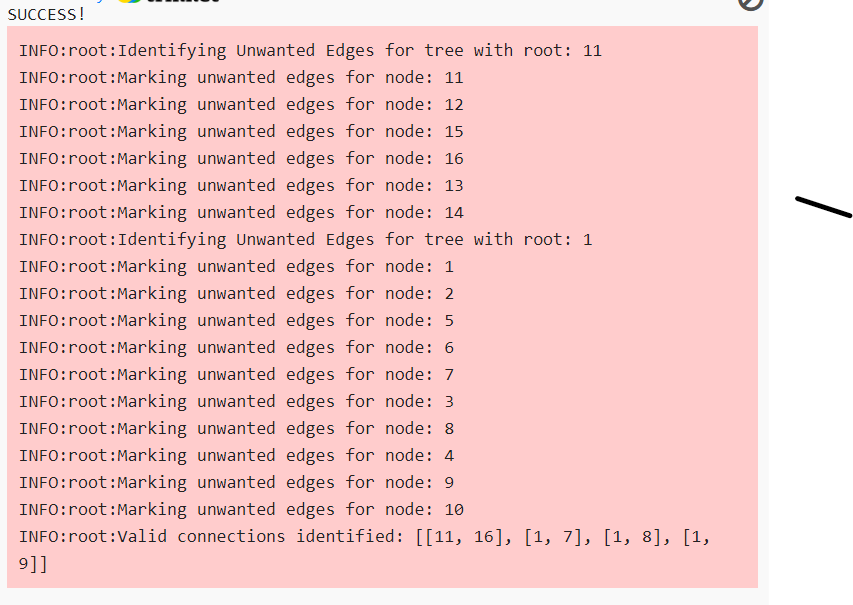 SUCCESS!
INFO:root:Identifying Unwanted Edges for tree with root: 11
INFO:root:Marking unwanted edges for node: 11
INFO:root:Marking unwanted edges for node: 12
INFO:root:Marking unwanted edges for node: 15
INFO:root:Marking unwanted edges for node: 16
INFO:root:Marking unwanted edges for node: 13
INFO:root:Marking unwanted edges for node: 14
INFO:root:Identifying Unwanted Edges for tree with root: 1
INFO:root:Marking unwanted edges for node: 1
INFO:root:Marking unwanted edges for node: 2
INFO:root:Marking unwanted edges for node: 5
INFO:root:Marking unwanted edges for node: 6
INFO:root:Marking unwanted edges for node: 7
INFO:root:Marking unwanted edges for node: 3
INFO:root:Marking unwanted edges for node: 8
INFO:root:Marking unwanted edges for node: 4
INFO:root:Marking unwanted edges for node: 9
INFO:root:Marking unwanted edges for node: 10
INFO:root:Valid connections identified: [[11, 16], [1, 7], [1, 8], [1,
9]]